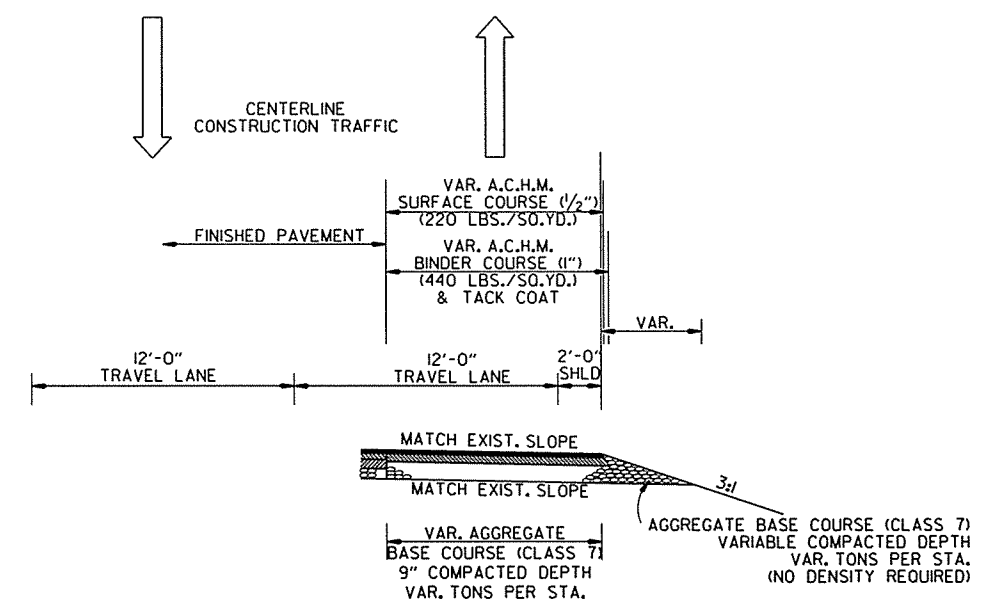 CENTERLINE
CONSTRUCTION TRAFFIC
VAR. A.C.H.M.
SURFACE COURSE (1/2")
(220 LBS./SQ.YD.)
FINISHED PAVEMENT
VAR. A.C.H.M.
BINDER COURSE (1")
(440 LBS./SQ.YD.)
& TACK COAT
VAR.
12'-0"
TRAVEL LANE
12'-0"
TRAVEL LANE
2'-0"
SHLD
MATCH EXIST. SLOPE
MATCH EXIST. SLOPE
3:1
AGGREGATE BASE COURSE (CLASS 7)
VARIABLE COMPACTED DEPTH
VAR. TONS PER STA.
(NO DENSITY REQUIRED)
VAR. AGGREGATE
BASE COURSE (CLASS 7)
9" COMPACTED DEPTH
VAR. TONS PER STA.